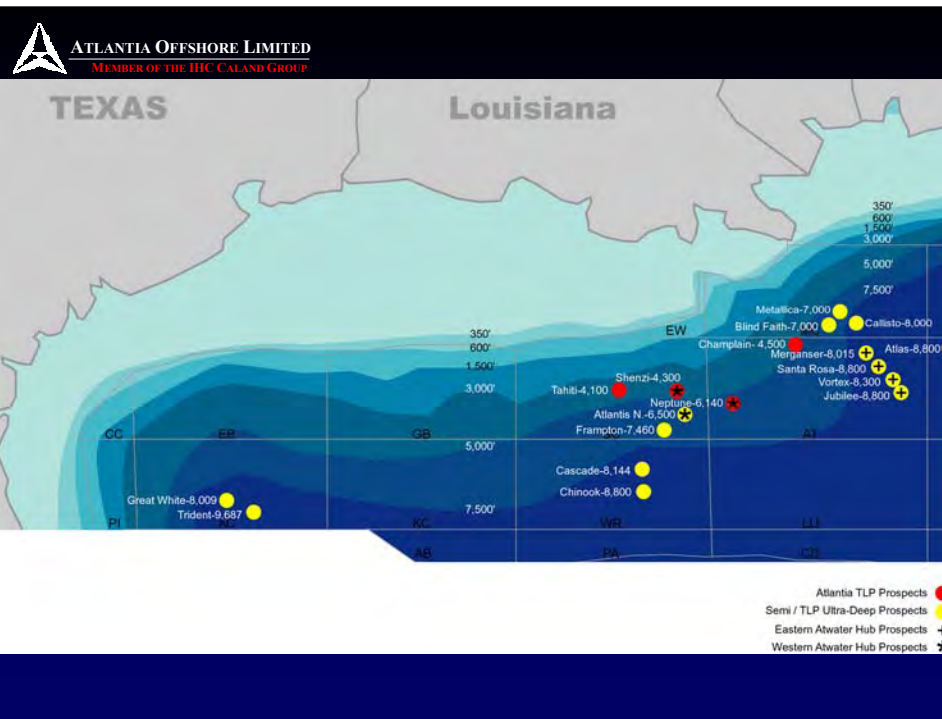 ATLANTIA OFFSHORE LIMITED
MEMBER OF THE IHC CALAND GROUP
TEXAS
Louisiana
350'
600'
1,500'
3,000'
5,000'
7,500'
Metallica-7,000
Blind Faith-7,000
Callisto-8,000
EW
350'
Champlain- 4,500
600'
Merganser-8,015
Atlas-8,800'
1,500'
Santa Rosa-8,800
Shenzi-4,300
Vortex-8,300
3,000'
Tahiti-4,100
Jubilee-8,800
Neptune-6,140
Atlantis N.-6,500
Frampton-7,460
CC
EB
GB
AT
5,000'
Cascade-8,144
Chinook-8,800
Great White-8,009
Trident-9,687
7,500'
PI
KC
WR
LU
AB
PA
Atlantia TLP Prospects
Semi / TLP Ultra-Deep Prospects
Eastern Atwater Hub Prospects
Western Atwater Hub Prospects